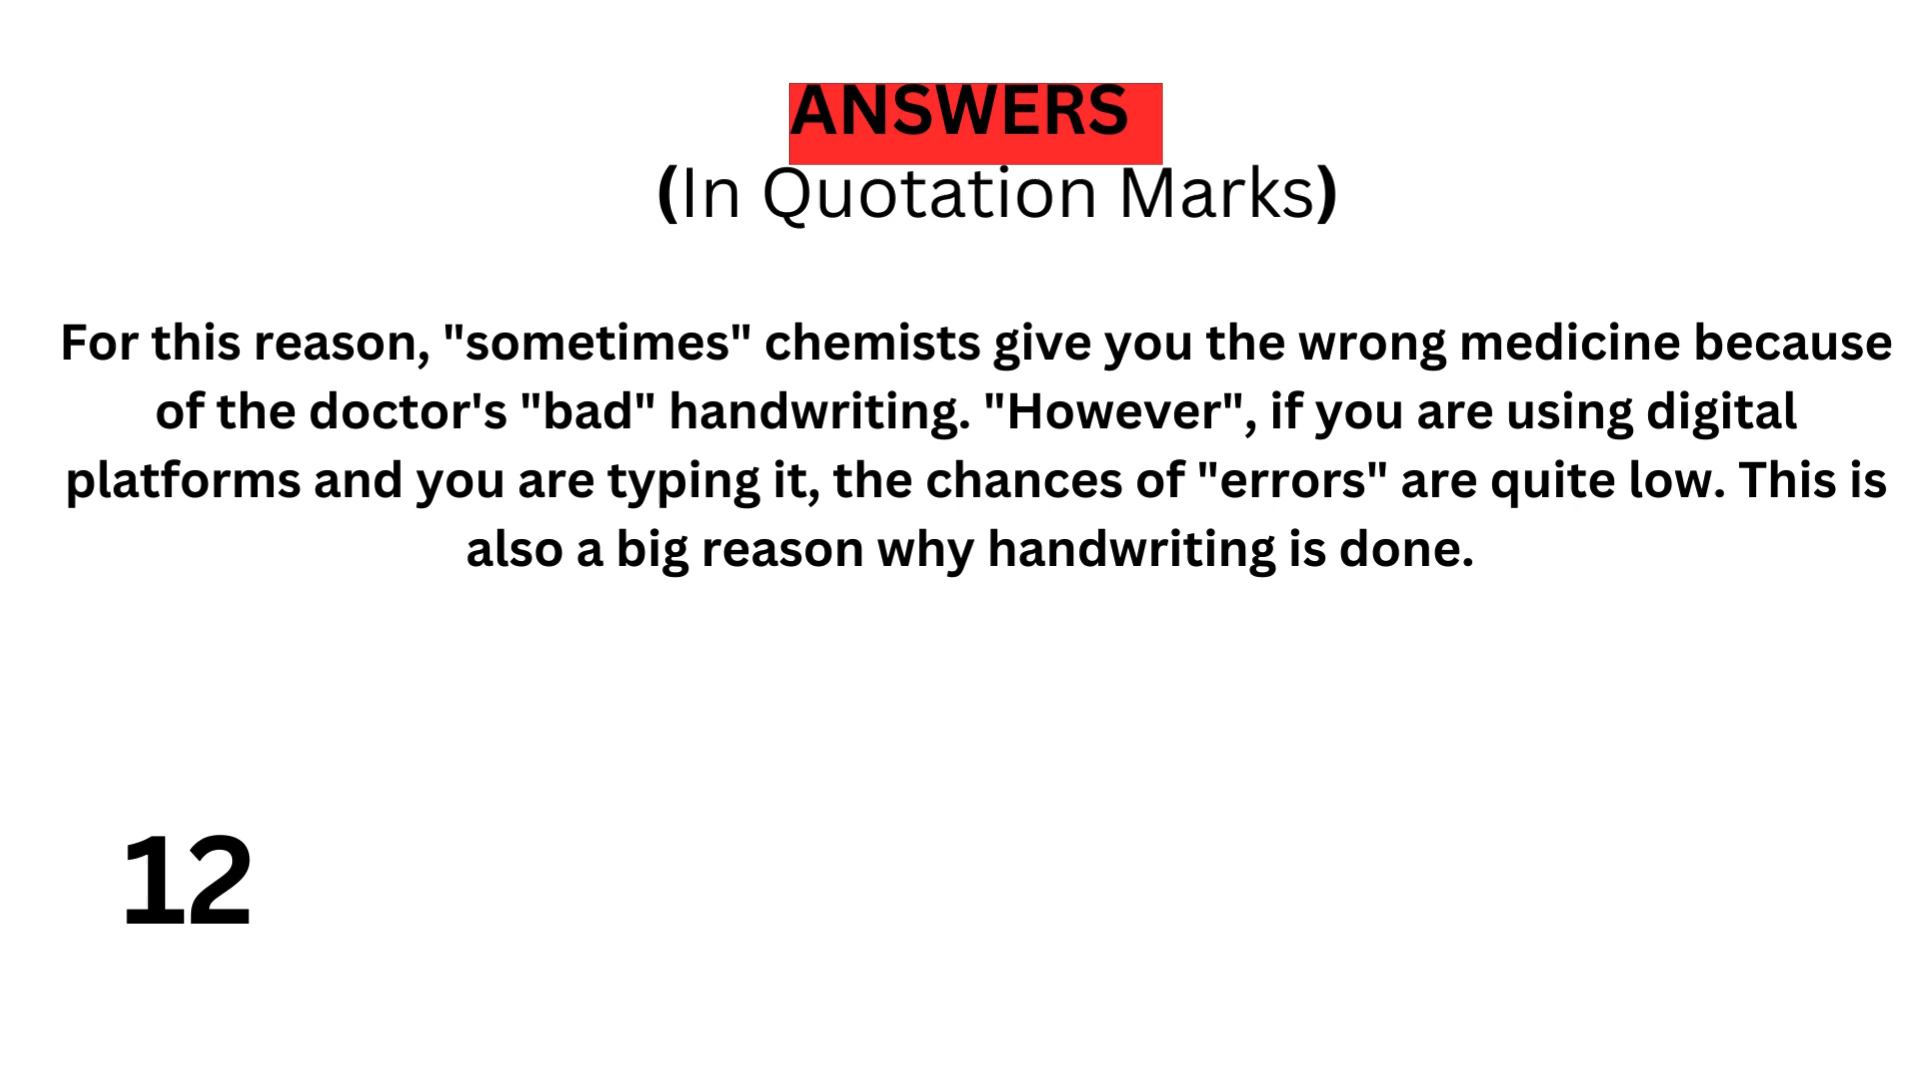 ANSWERS
(In Quotation Marks)
For this reason, "sometimes" chemists give you the wrong medicine because
of the doctor's "bad" handwriting. "However", if you are using digital
platforms and you are typing it, the chances of "errors" are quite low. This is
also a big reason why handwriting is done.
12